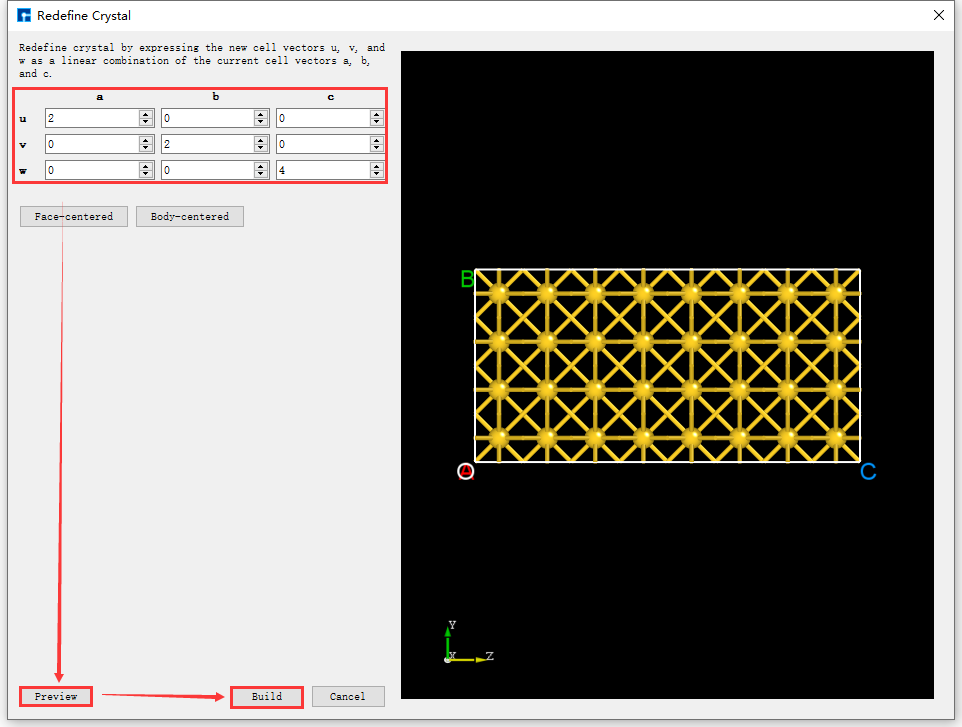 Redefine Crystal
Redefine crystal by expressing the new cell vectors u, v, and
w as a linear combination of the current cell vectors a, b,
and c.
a b c
u 2 0 0
v 0 2 0
w 0 0 4
Face-centered Body-centered
B
O A C
Y
X Z
Preview Build Cancel